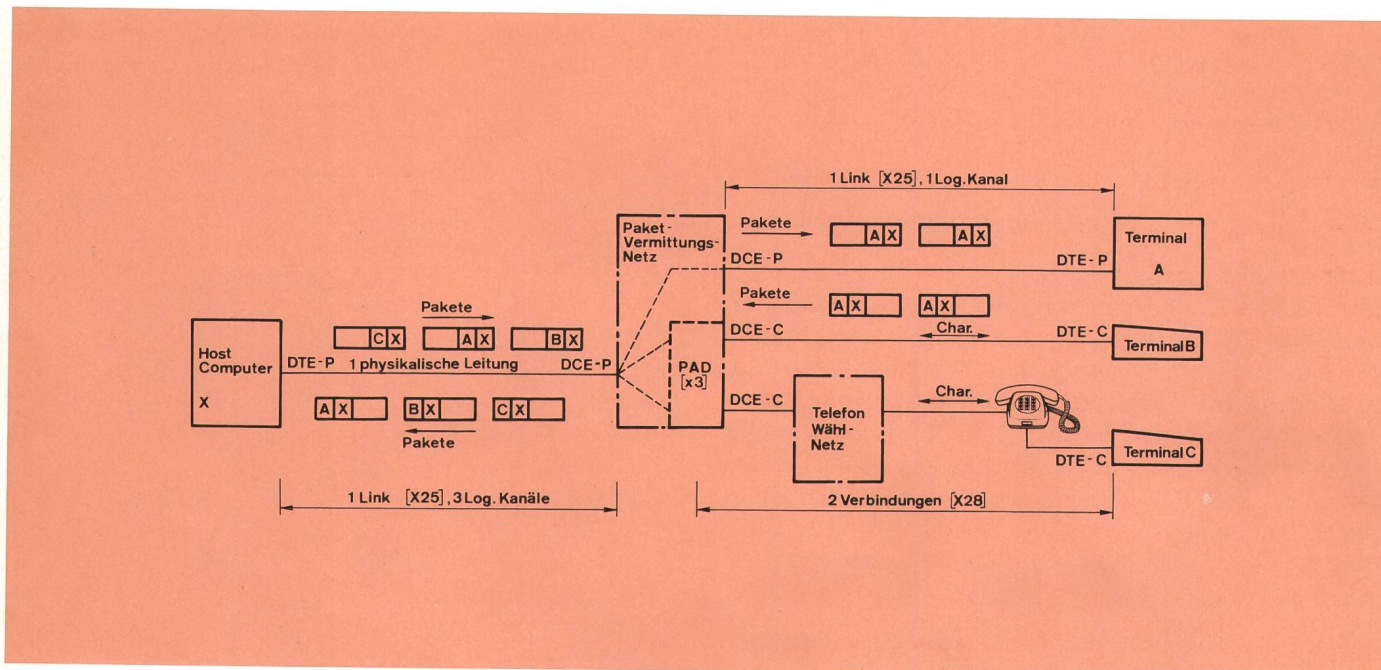 1 Link [X25], 1 Log. Kanal
Paket-
Vermittungs-
Netz
Pakete
A X
A X
Terminal
A
DCE-P
DTE-P
Pakete
A X
A X
Char.
DCE-C
DTE-C
Terminal B
Host
Computer
X
Pakete
C X
A X
B X
DTE-P
1 physikalische Leitung
DCE-P
A X
B X
C X
Pakete
PAD
[x3]
DCE-C
Telefon
Wähl-
Netz
Char.
DTE-C
Terminal C
1 Link [X25], 3 Log. Kanäle
2 Verbindungen [X28]